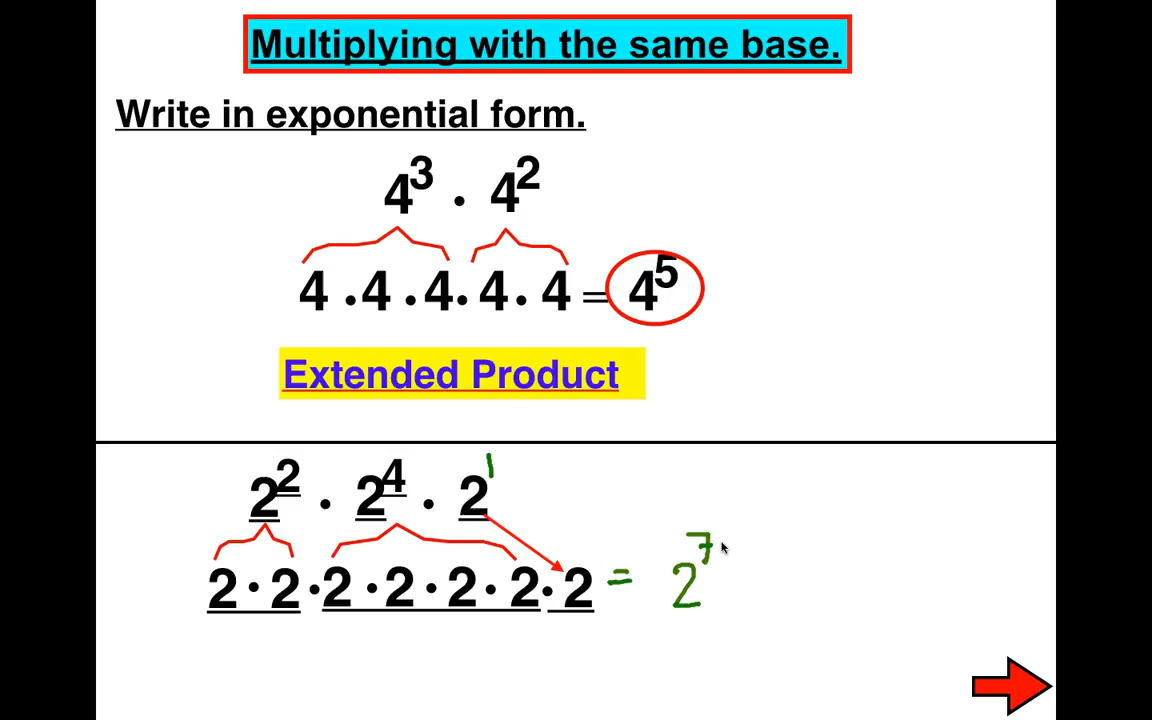 Multiplying with the same base.
Write in exponential form.
4³ . 4²
4 . 4 . 4 . 4 . 4 = 4⁵
Extended Product
2² . 2⁴ . 2¹
2 · 2 · 2 · 2 · 2 · 2 · 2 = 2⁷